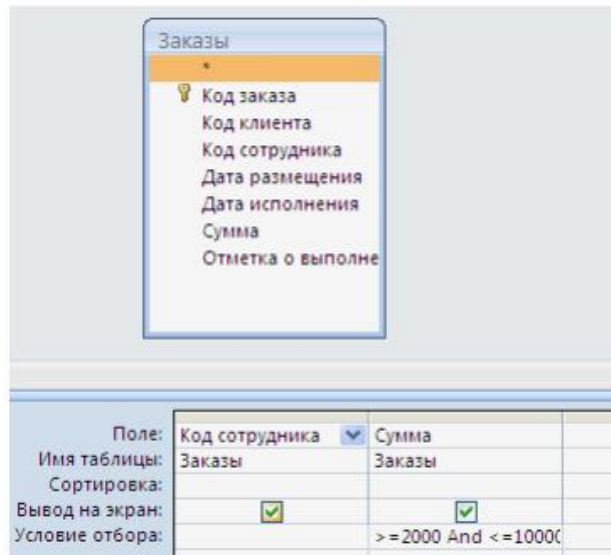 Заказы
*
Код заказа
Код клиента
Код сотрудника
Дата размещения
Дата исполнения
Сумма
Отметка о выполне
Поле: Код сотрудника Сумма
Имя таблицы: Заказы Заказы
Сортировка:
Вывод на экран:
Условие отбора: >=2000 And <=10000